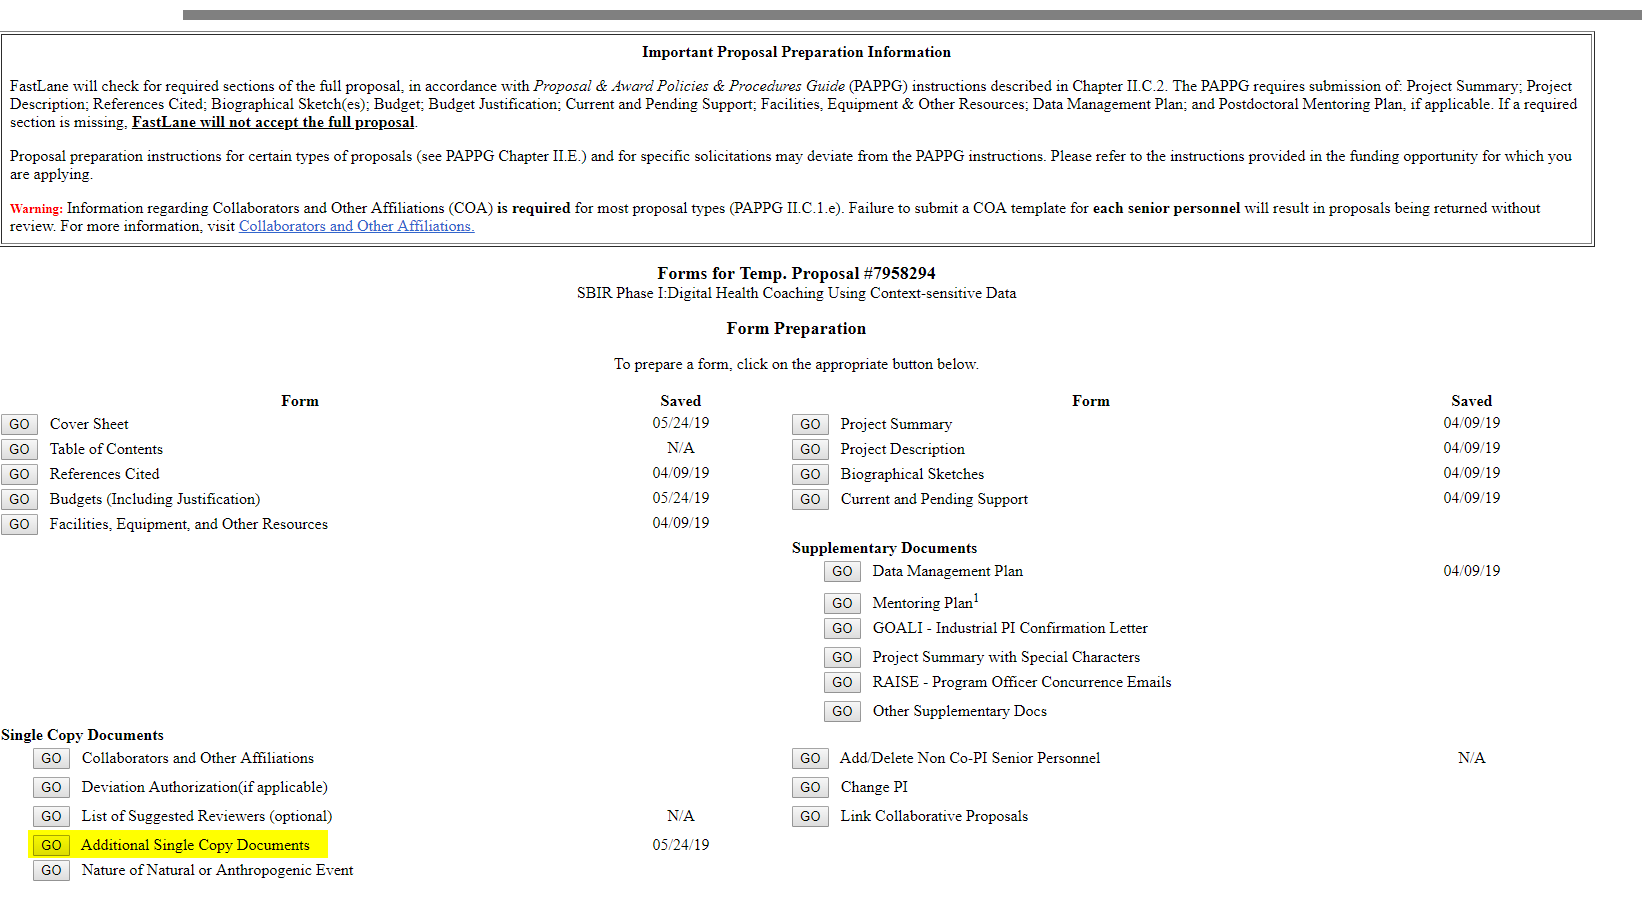 Important Proposal Preparation Information
FastLane will check for required sections of the full proposal, in accordance with Proposal & Award Policies & Procedures Guide (PAPPG) instructions described in Chapter II.C.2. The PAPPG requires submission of: Project Summary; Project
Description; References Cited; Biographical Sketch(es); Budget; Budget Justification; Current and Pending Support; Facilities, Equipment & Other Resources; Data Management Plan; and Postdoctoral Mentoring Plan, if applicable. If a required
section is missing, FastLane will not accept the full proposal.
Proposal preparation instructions for certain types of proposals (see PAPPG Chapter II.E.) and for specific solicitations may deviate from the PAPPG instructions. Please refer to the instructions provided in the funding opportunity for which you
are applying.
Warning: Information regarding Collaborators and Other Affiliations (COA) is required for most proposal types (PAPPG II.C.1.e). Failure to submit a COA template for each senior personnel will result in proposals being returned without
review. For more information, visit Collaborators and Other Affiliations.
Forms for Temp. Proposal #7958294
SBIR Phase I:Digital Health Coaching Using Context-sensitive Data
Form Preparation
To prepare a form, click on the appropriate button below.
Form Saved
GO Cover Sheet 05/24/19
GO Table of Contents N/A
GO References Cited 04/09/19
GO Budgets (Including Justification) 05/24/19
GO Facilities, Equipment, and Other Resources 04/09/19
Form Saved
GO Project Summary 04/09/19
GO Project Description 04/09/19
GO Biographical Sketches 04/09/19
GO Current and Pending Support 04/09/19
Supplementary Documents
GO Data Management Plan 04/09/19
GO Mentoring Plan1
GO GOALI - Industrial PI Confirmation Letter
GO Project Summary with Special Characters
GO RAISE - Program Officer Concurrence Emails
GO Other Supplementary Docs
Single Copy Documents
GO Collaborators and Other Affiliations
GO Deviation Authorization(if applicable)
GO List of Suggested Reviewers (optional) N/A
GO Additional Single Copy Documents 05/24/19
GO Nature of Natural or Anthropogenic Event
GO Add/Delete Non Co-PI Senior Personnel N/A
GO Change PI
GO Link Collaborative Proposals